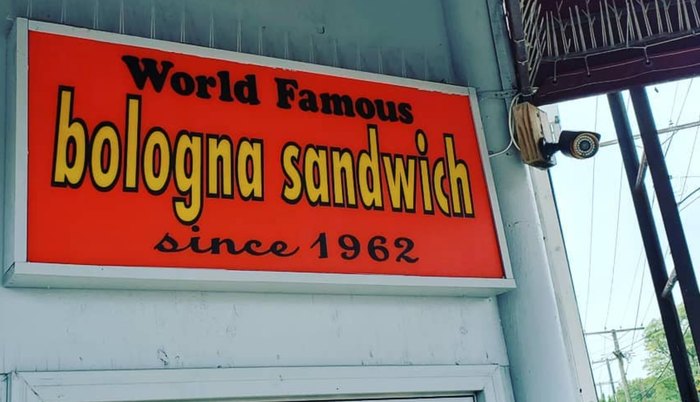 World Famous
bologna sandwich
since 1962